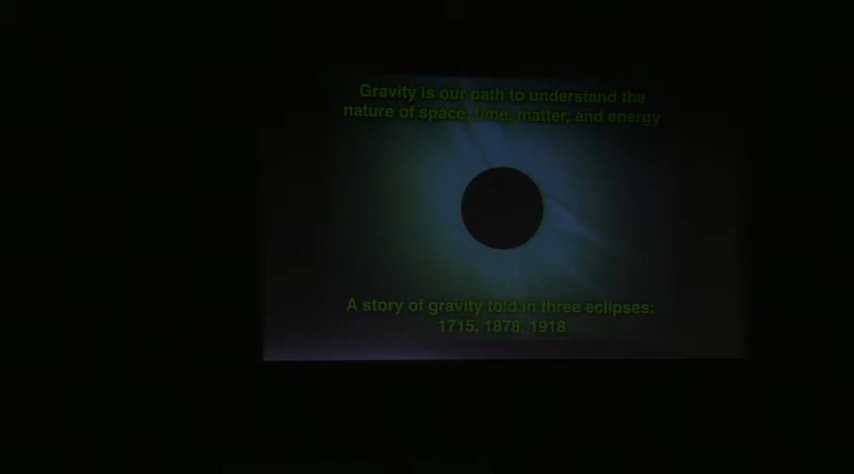 Gravity is our path to understand the
nature of space, time, matter, and energy
A story of gravity told in three eclipses:
1715, 1878, 1918